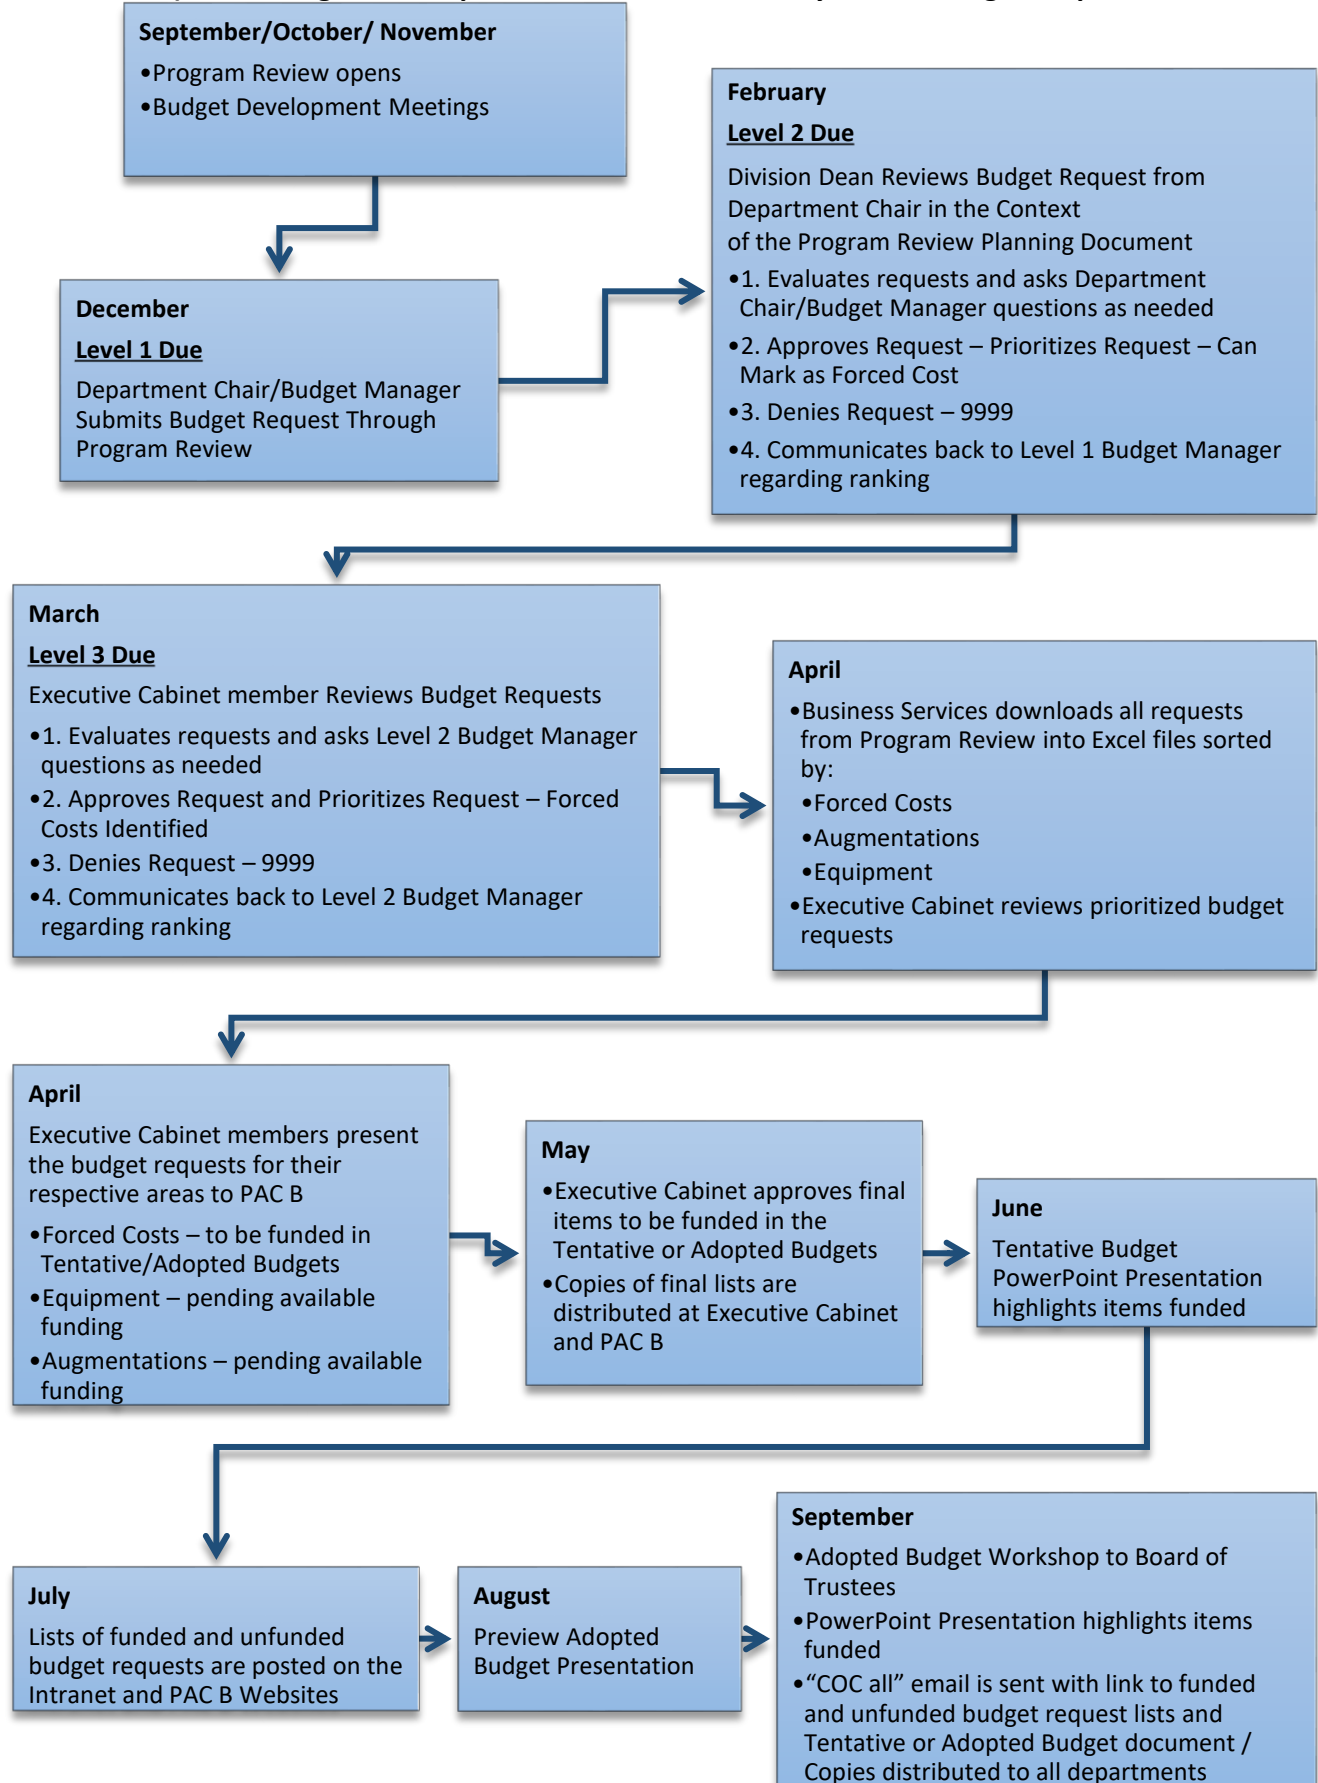 September/October/ November
•Program Review opens
•Budget Development Meetings
February
Level 2 Due
Division Dean Reviews Budget Request from
Department Chair in the Context
of the Program Review Planning Document
•1. Evaluates requests and asks Department
Chair/Budget Manager questions as needed
•2. Approves Request – Prioritizes Request – Can
Mark as Forced Cost
•3. Denies Request – 9999
•4. Communicates back to Level 1 Budget Manager
regarding ranking
December
Level 1 Due
Department Chair/Budget Manager
Submits Budget Request Through
Program Review
March
Level 3 Due
Executive Cabinet member Reviews Budget Requests
•1. Evaluates requests and asks Level 2 Budget Manager
questions as needed
•2. Approves Request and Prioritizes Request – Forced
Costs Identified
•3. Denies Request – 9999
•4. Communicates back to Level 2 Budget Manager
regarding ranking
April
•Business Services downloads all requests
from Program Review into Excel files sorted
by:
•Forced Costs
•Augmentations
•Equipment
•Executive Cabinet reviews prioritized budget
requests
April
Executive Cabinet members present
the budget requests for their
respective areas to PAC B
•Forced Costs – to be funded in
Tentative/Adopted Budgets
•Equipment – pending available
funding
•Augmentations – pending available
funding
May
•Executive Cabinet approves final
items to be funded in the
Tentative or Adopted Budgets
•Copies of final lists are
distributed at Executive Cabinet
and PAC B
June
Tentative Budget
PowerPoint Presentation
highlights items funded
July
Lists of funded and unfunded
budget requests are posted on the
Intranet and PAC B Websites
August
Preview Adopted
Budget Presentation
September
•Adopted Budget Workshop to Board of
Trustees
•PowerPoint Presentation highlights items
funded
•“COC all” email is sent with link to funded
and unfunded budget request lists and
Tentative or Adopted Budget document /
Copies distributed to all departments